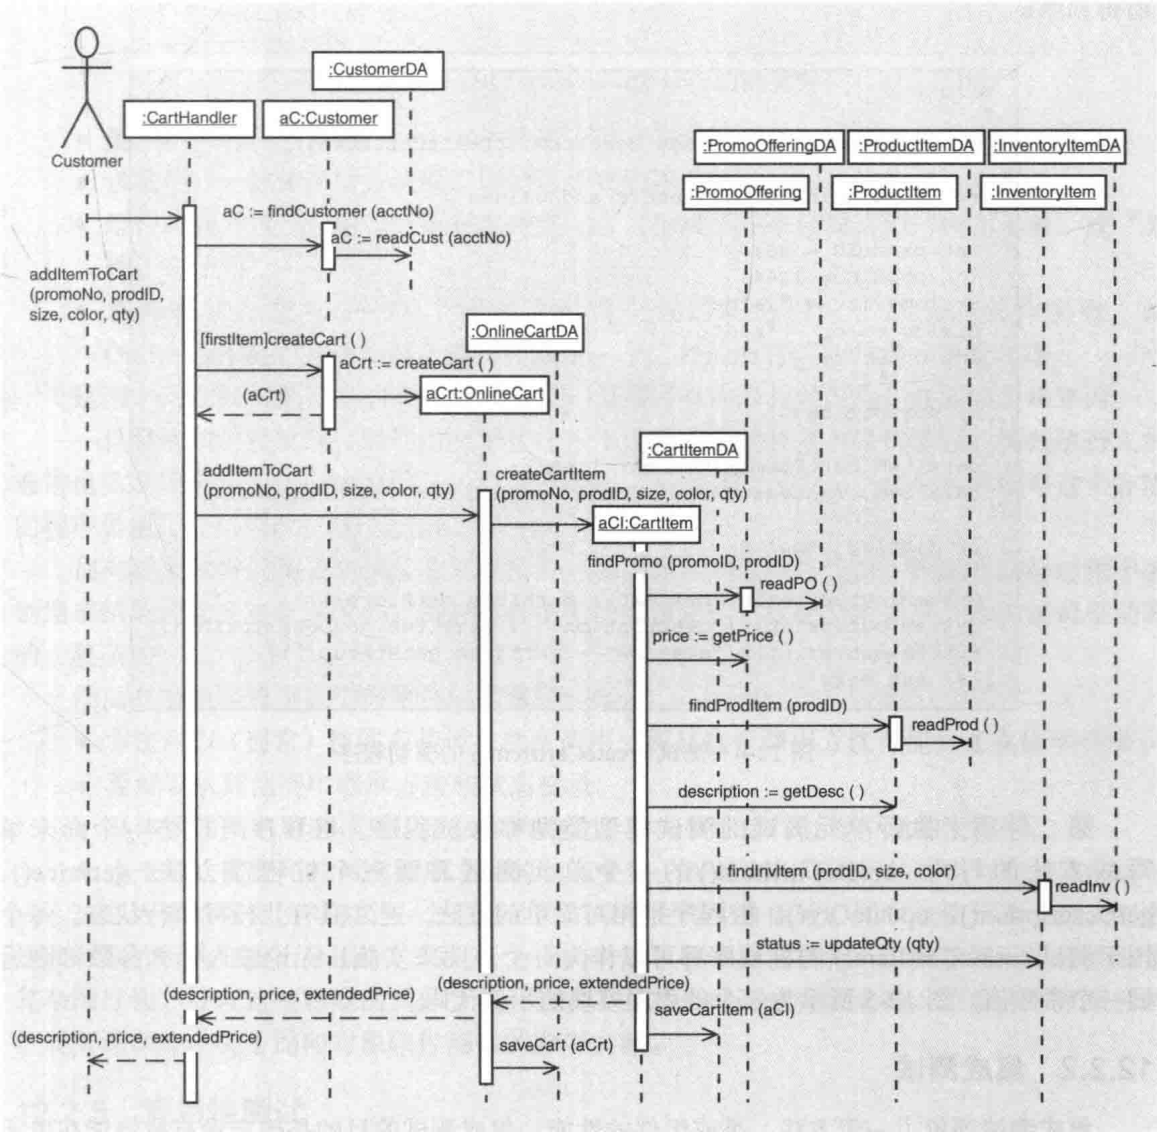 :CustomerDA
:CartHandler
aC:Customer
Customer
:PromoOfferingDA
:ProductItemDA
:InventoryItemDA
:PromoOffering
:ProductItem
:InventoryItem
aC := findCustomer (acctNo)
aC := readCust (acctNo)
addItemToCart
(promoNo, prodID,
size, color, qty)
:OnlineCartDA
[firstItem]createCart ( )
aCrt := createCart ( )
(aCrt)
aCrt:OnlineCart
:CartItemDA
addItemToCart
(promoNo, prodID, size, color, qty)
createCartItem
(promoNo, prodID, size, color, qty)
aCI:CartItem
findPromo (promoID, prodID)
readPO ( )
price := getPrice ( )
findProdItem (prodID)
readProd ( )
description := getDesc ( )
findInvItem (prodID, size, color)
readInv ( )
status := updateQty (qty)
(description, price, extendedPrice)
(description, price, extendedPrice)
saveCartItem (aCI)
(description, price, extendedPrice)
saveCart (aCrt)